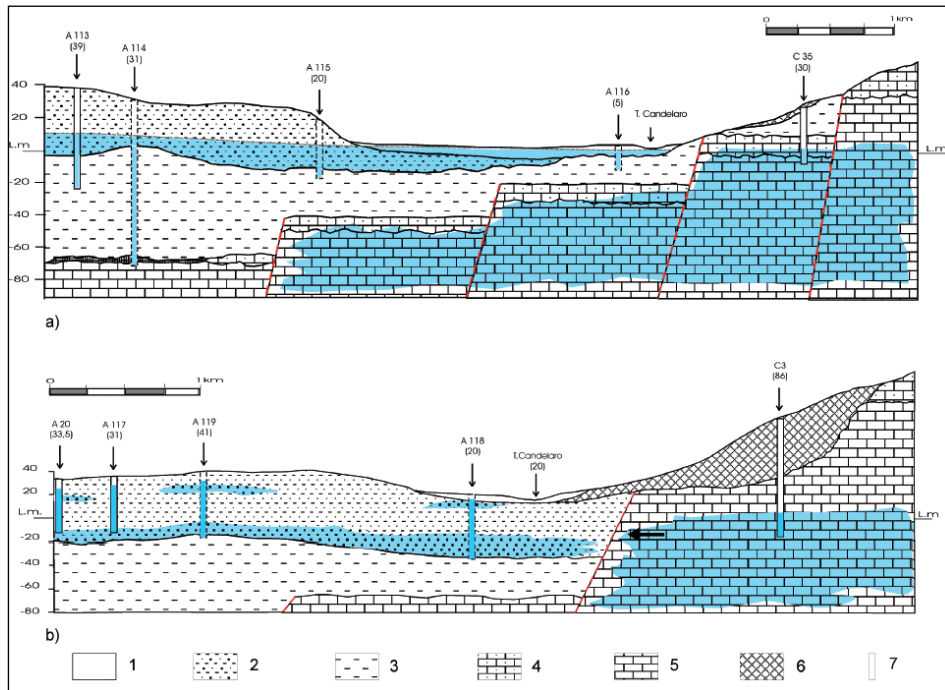 0 1 km
A 113 A 114 A 115 A 116 T. Candelaro C 35
(39) (31) (20) (5) (30)
40
20
L.m. L.m.
-20
-40
-60
-80
a)
0 1 km
A 20 A 117 A 119 A 118 T.Candelaro C3
(33,5) (31) (41) (20) (20) (86)
40
20
L.m. L.m
-20
-40
-60
-80
b)
1 2 3 4 5 6 7